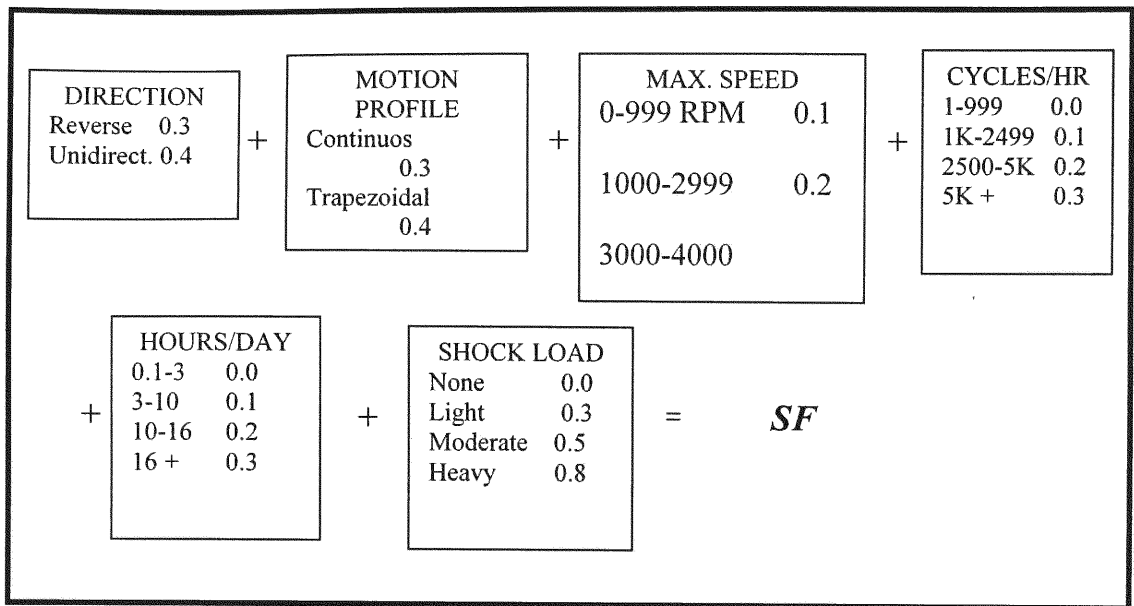 DIRECTION
Reverse 0.3
Unidirect. 0.4
+
MOTION
PROFILE
Continuos
0.3
Trapezoidal
0.4
+
MAX. SPEED
0-999 RPM 0.1
1000-2999 0.2
3000-4000
+
CYCLES/HR
1-999 0.0
1K-2499 0.1
2500-5K 0.2
5K + 0.3
+
HOURS/DAY
0.1-3 0.0
3-10 0.1
10-16 0.2
16 + 0.3
+
SHOCK LOAD
None 0.0
Light 0.3
Moderate 0.5
Heavy 0.8
= SF